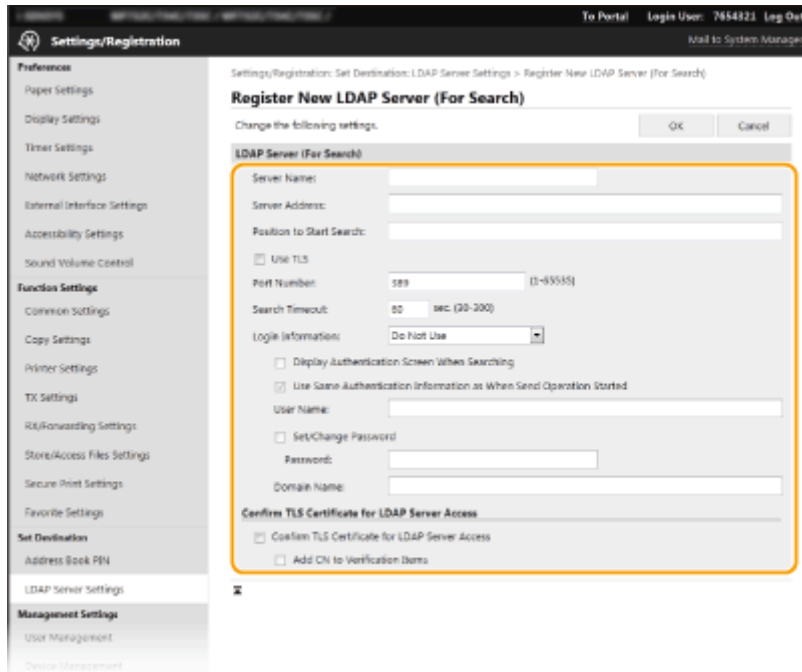 To Portal Login User: 7654321 Log Out
Settings/Registration
Mail to System Manager
Preferences
Paper Settings
Display Settings
Timer Settings
Network Settings
External Interface Settings
Accessibility Settings
Sound Volume Control
Function Settings
Common Settings
Copy Settings
Printer Settings
TX Settings
RX/Forwarding Settings
Store/Access Files Settings
Secure Print Settings
Favorite Settings
Set Destination
Address Book PIN
LDAP Server Settings
Management Settings
User Management
Device Management
Settings/Registration: Set Destination: LDAP Server Settings > Register New LDAP Server (For Search)
Register New LDAP Server (For Search)
Change the following settings.
OK Cancel
LDAP Server (For Search)
Server Name:
Server Address:
Position to Start Search:
Use TLS
Port Number: 389 (1-65535)
Search Timeout: 60 sec. (30-300)
Login Information: Do Not Use
Display Authentication Screen When Searching
Use Same Authentication Information as When Send Operation Started
User Name:
Set/Change Password
Password:
Domain Name:
Confirm TLS Certificate for LDAP Server Access
Confirm TLS Certificate for LDAP Server Access
Add CN to Verification Items